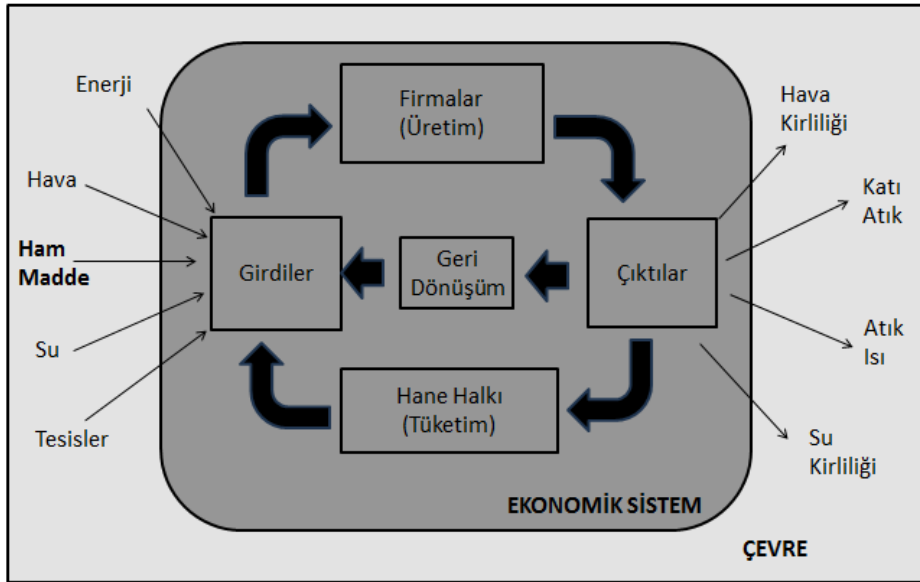 Enerji
Hava
Ham
Madde
Su
Tesisler
Firmalar
(Üretim)
Girdiler
Geri
Dönüşüm
Çıktılar
Hane Halkı
(Tüketim)
Hava
Kirliliği
Katı
Atık
Atık
Isı
Su
Kirliliği
EKONOMİK SİSTEM
ÇEVRE